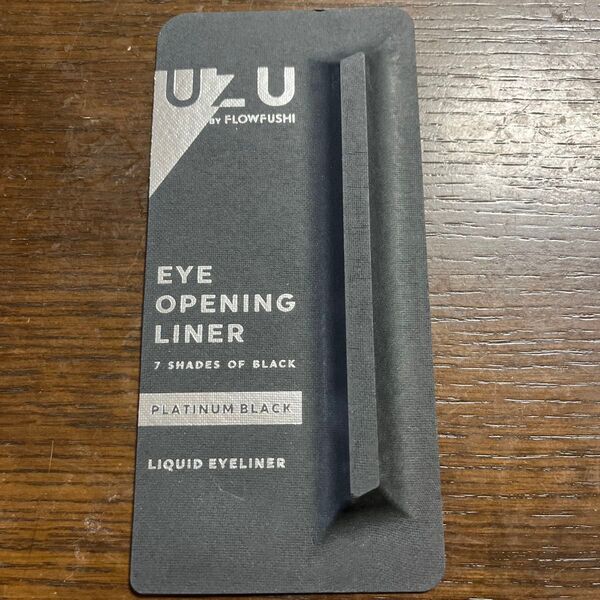 UZU
BY FLOWFUSHI
EYE
OPENING
LINER
7 SHADES OF BLACK
PLATINUM BLACK
LIQUID EYELINER